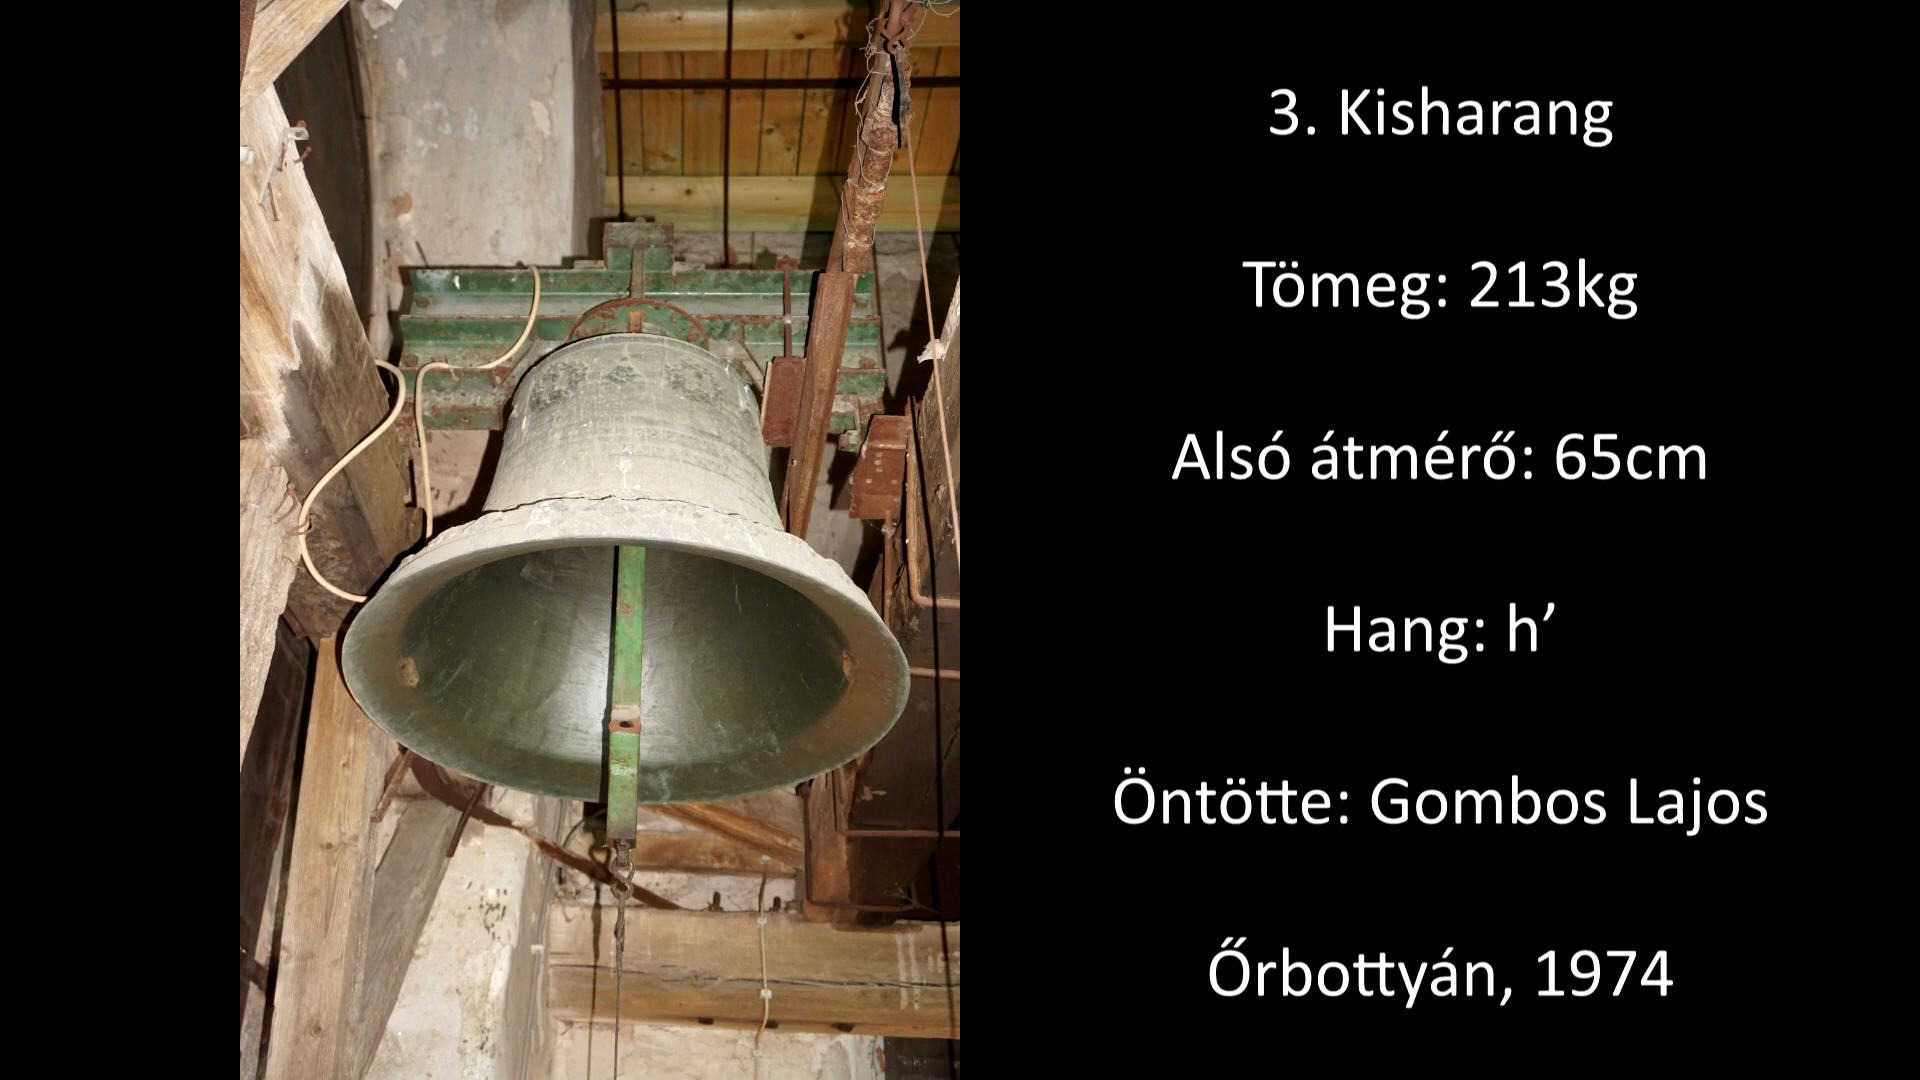 3. Kisharang
Tömeg: 213kg
Alsó átmérő: 65cm
Hang: h’
Öntötte: Gombos Lajos
Őrbottyán, 1974